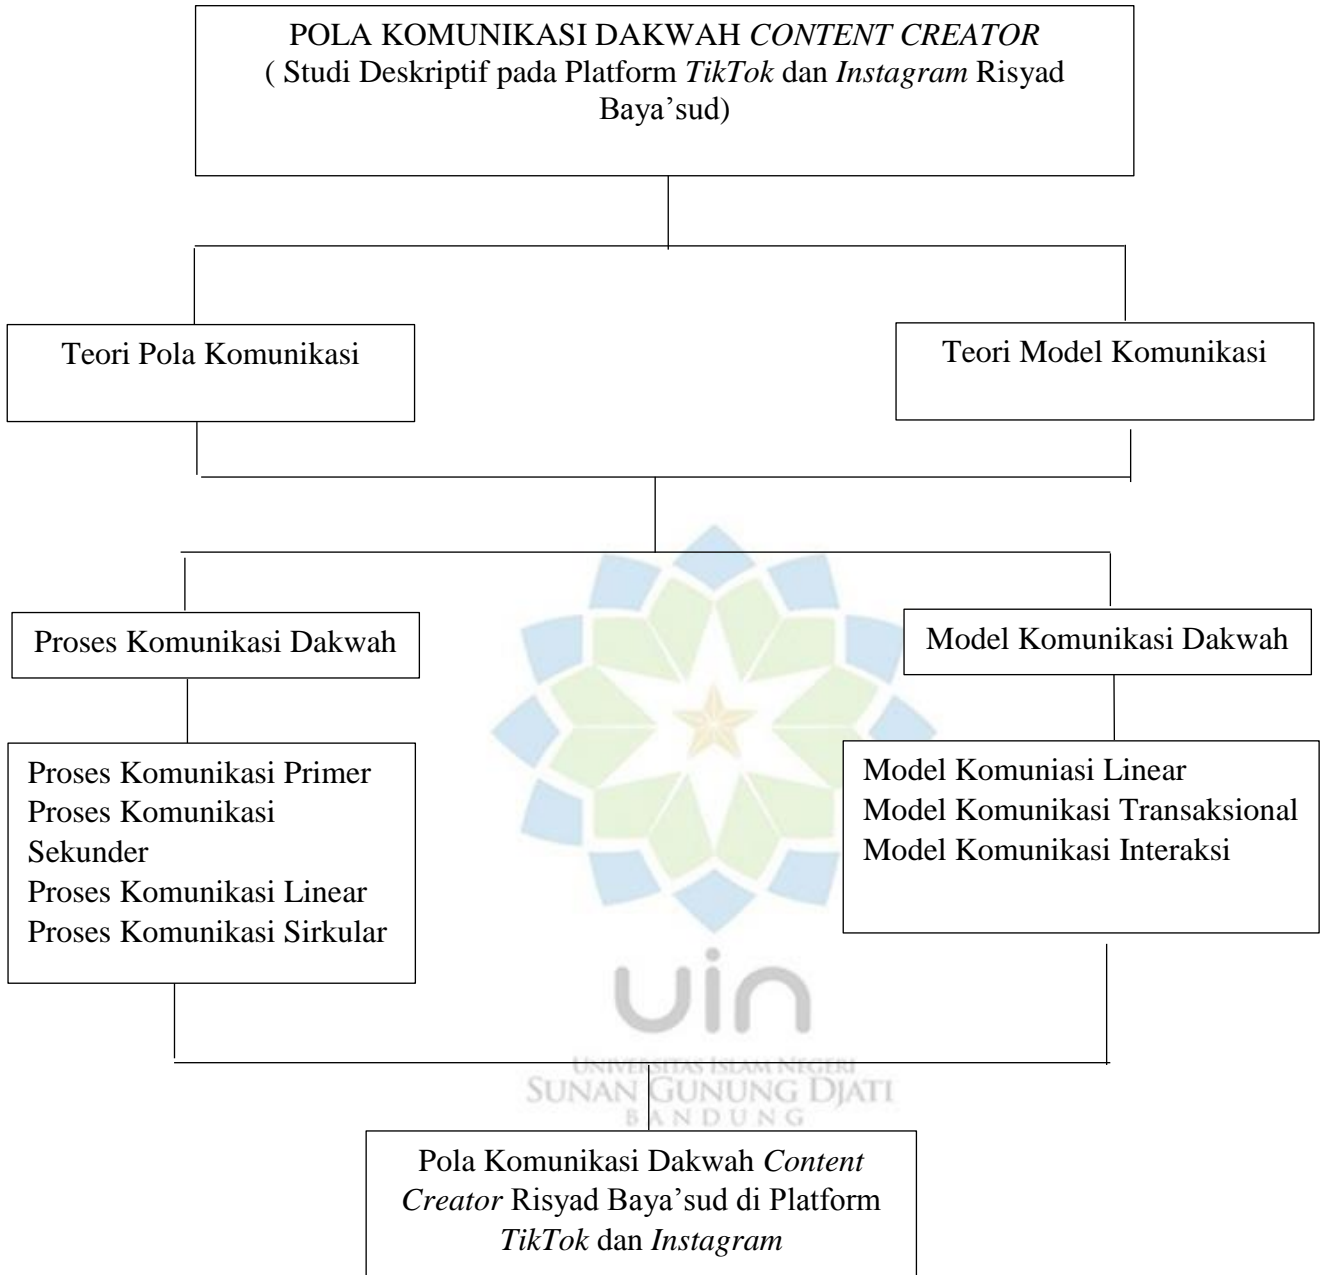 POLA KOMUNIKASI DAKWAH CONTENT CREATOR
( Studi Deskriptif pada Platform TikTok dan Instagram Risyad
Baya’sud)
Teori Pola Komunikasi
Teori Model Komunikasi
Proses Komunikasi Dakwah
Model Komunikasi Dakwah
Proses Komunikasi Primer
Proses Komunikasi
Sekunder
Proses Komunikasi Linear
Proses Komunikasi Sirkular
Model Komuniasi Linear
Model Komunikasi Transaksional
Model Komunikasi Interaksi
uin
UNIVERSITAS ISLAM NEGERI
SUNAN GUNUNG DJATI
BANDUNG
Pola Komunikasi Dakwah Content
Creator Risyad Baya’sud di Platform
TikTok dan Instagram